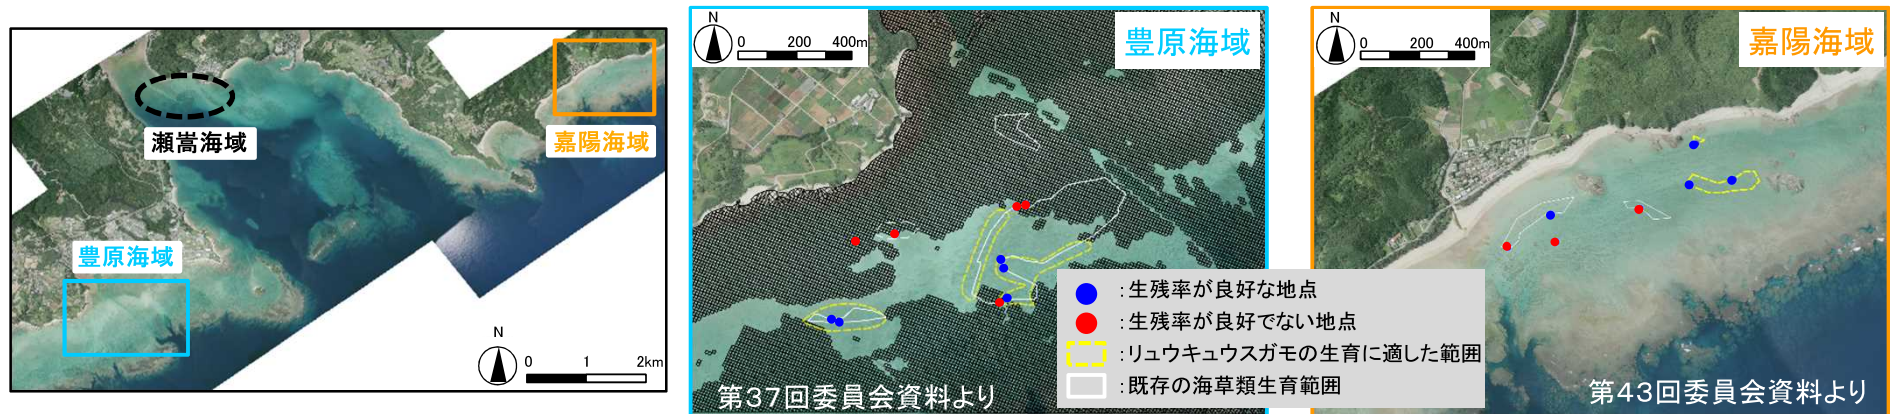 瀬嵩海域
嘉陽海域
豊原海域
N
0 1 2km
N
0 200 400m
豊原海域
第37回委員会資料より
N
0 200 400m
嘉陽海域
:生残率が良好な地点
:生残率が良好でない地点
:リュウキュウスガモの生育に適した範囲
:既存の海草類生育範囲
第43回委員会資料より